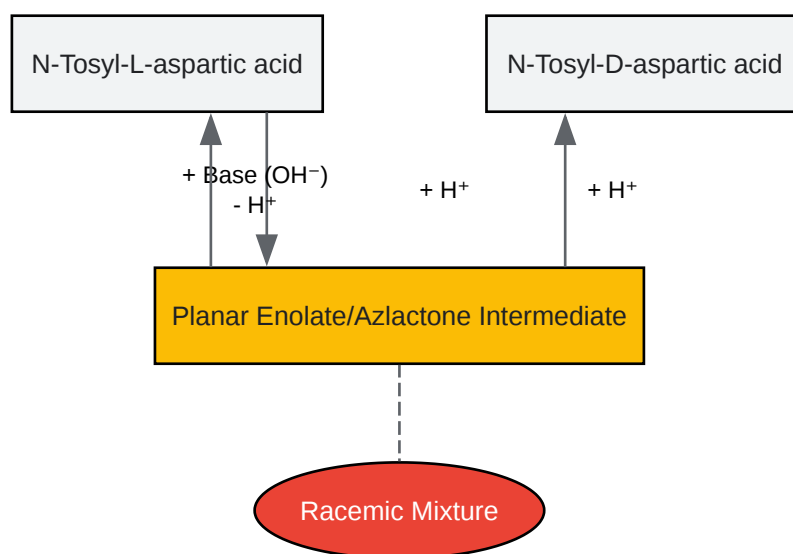 N-Tosyl-L-aspartic acid
N-Tosyl-D-aspartic acid
+ Base (OH⁻)
- H⁺
+ H⁺
+ H⁺
Planar Enolate/Azlactone Intermediate
Racemic Mixture